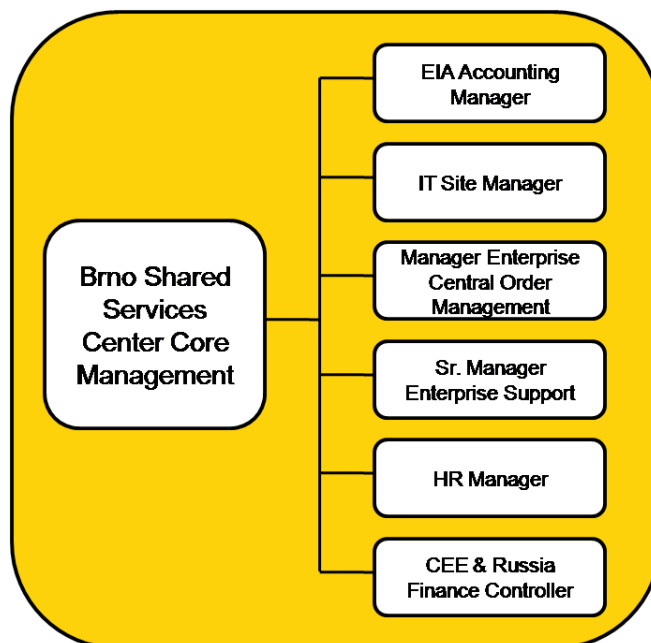 Brno Shared
Services
Center Core
Management
EIA Accounting
Manager
IT Site Manager
Manager Enterprise
Central Order
Management
Sr. Manager
Enterprise Support
HR Manager
CEE & Russia
Finance Controller